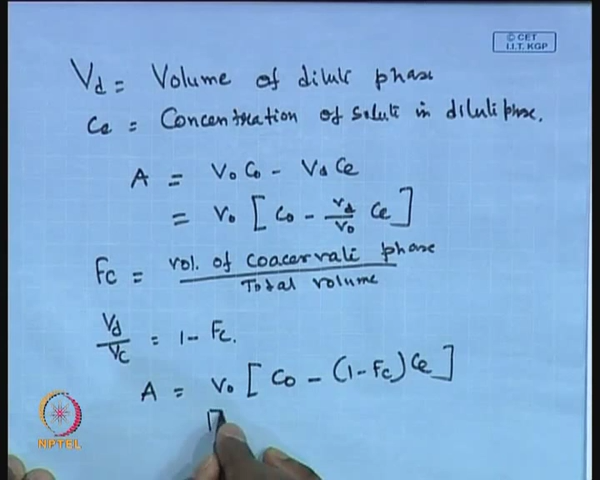 © CET
I.I.T. KGP
Vd = Volume of dilute phase
Ce = Concentration of solute in dilute phase.
A = V0 C0 - Vd Ce
= V0 [ C0 - Vd/V0 Ce ]
Fc = vol. of coacervate phase / Total volume
Vd/Vc = 1 - Fc.
A = V0 [ C0 - (1 - Fc) Ce ]
NPTEL